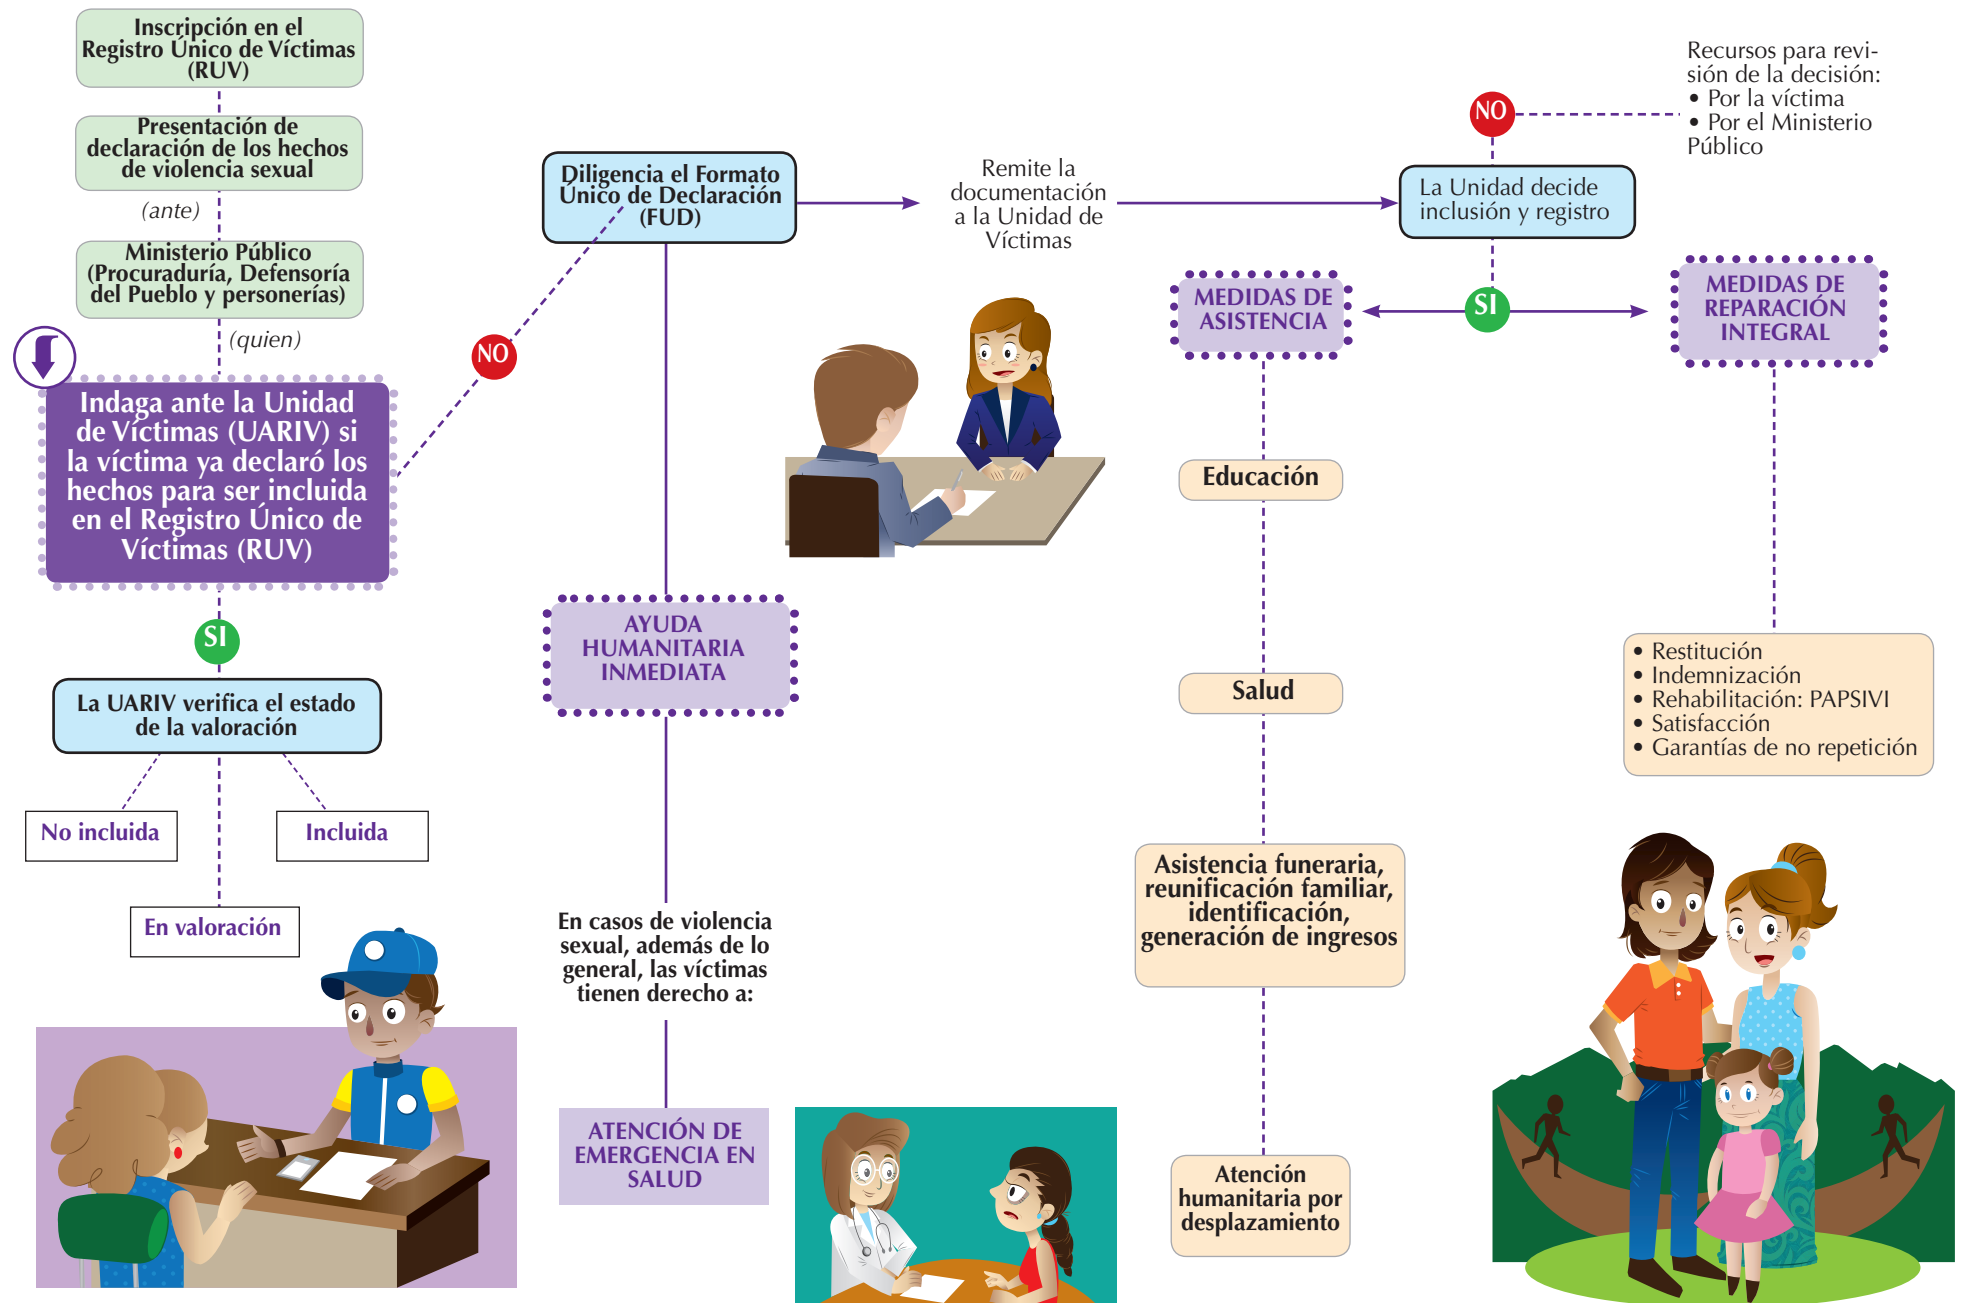 Inscripción en el
Registro Único de Víctimas
(RUV)
Presentación de
declaración de los hechos
de violencia sexual
(ante)
Ministerio Público
(Procuraduría, Defensoría
del Pueblo y personerías)
(quien)
Indaga ante la Unidad
de Víctimas (UARIV) si
la víctima ya declaró los
hechos para ser incluida
en el Registro Único de
Víctimas (RUV)
SI
La UARIV verifica el estado
de la valoración
No incluida
Incluida
En valoración
NO
Diligencia el Formato
Único de Declaración
(FUD)
AYUDA
HUMANITARIA
INMEDIATA
En casos de violencia
sexual, además de lo
general, las víctimas
tienen derecho a:
ATENCIÓN DE
EMERGENCIA EN
SALUD
Remite la
documentación
a la Unidad de
Víctimas
La Unidad decide
inclusión y registro
NO
Recursos para revi-
sión de la decisión:
• Por la víctima
• Por el Ministerio
Público
SI
MEDIDAS DE
ASISTENCIA
Educación
Salud
Asistencia funeraria,
reunificación familiar,
identificación,
generación de ingresos
Atención
humanitaria por
desplazamiento
MEDIDAS DE
REPARACIÓN
INTEGRAL
• Restitución
• Indemnización
• Rehabilitación: PAPSIVI
• Satisfacción
• Garantías de no repetición